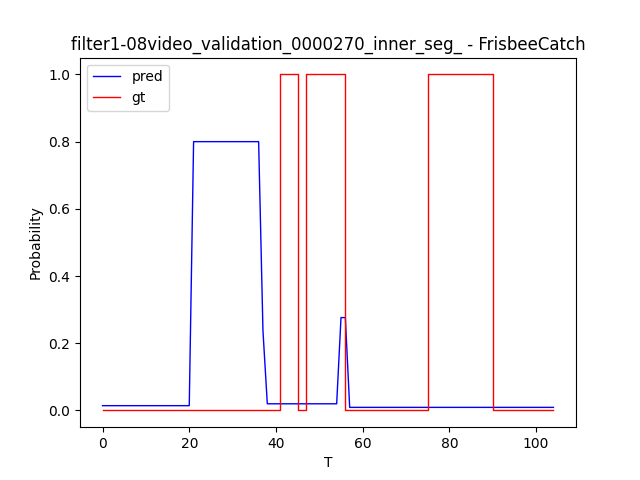 filter1-08video_validation_0000270_inner_seg_ - FrisbeeCatch
pred
gt
1.0
0.8
0.6
0.4
0.2
0.0
Probability
0 20 40 60 80 100
T